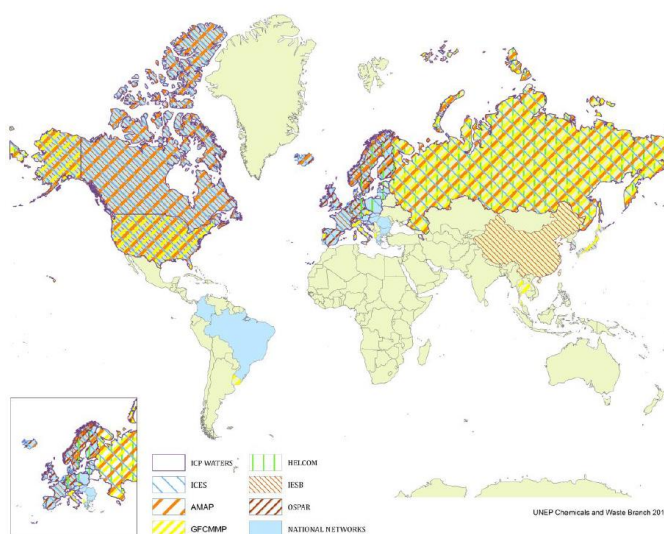 ICP WATERS
ICES
AMAP
GFCMMP
HELCOM
IESB
OSPAR
NATIONAL NETWORKS
UNEP Chemicals and Waste Branch 201